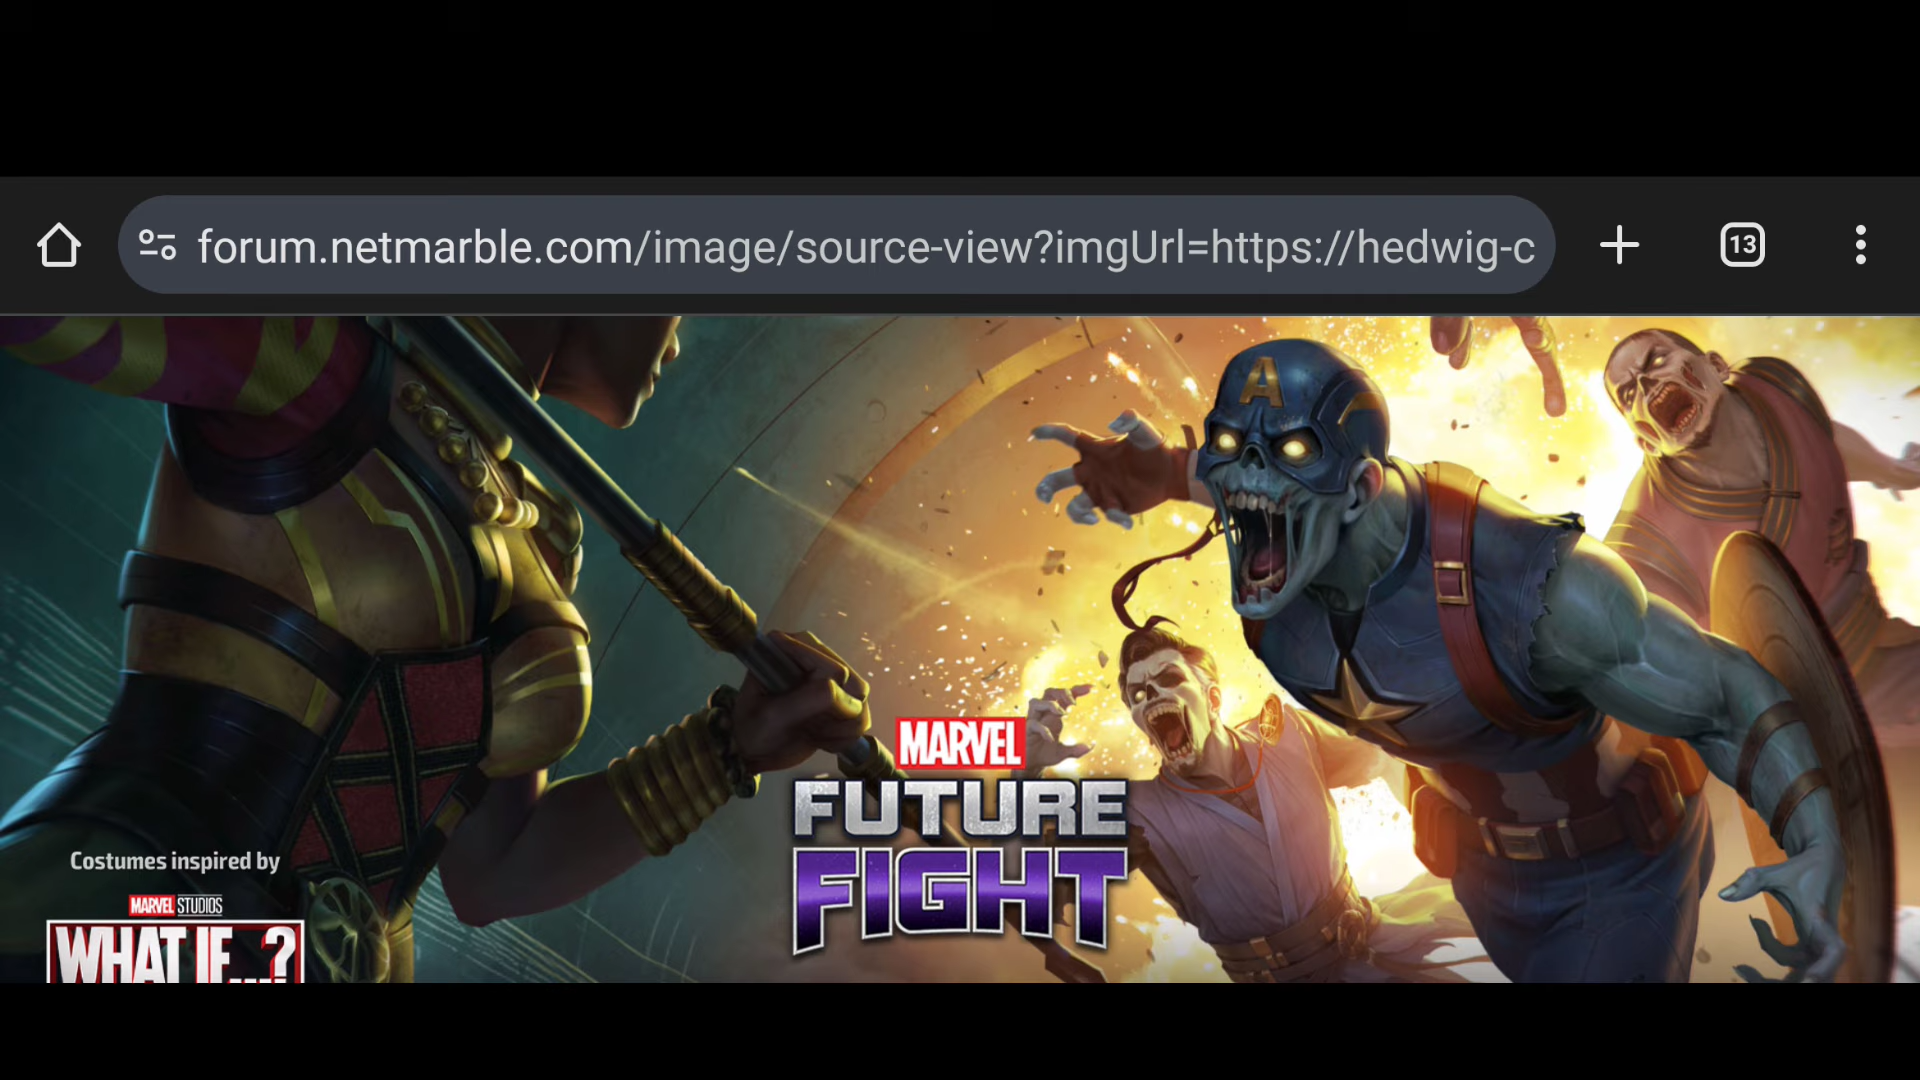 forum.netmarble.com/image/source-view?imgUrl=https://hedwig-c
13
A
MARVEL
FUTURE
FIGHT
Costumes inspired by
MARVEL STUDIOS
WHAT IF...?